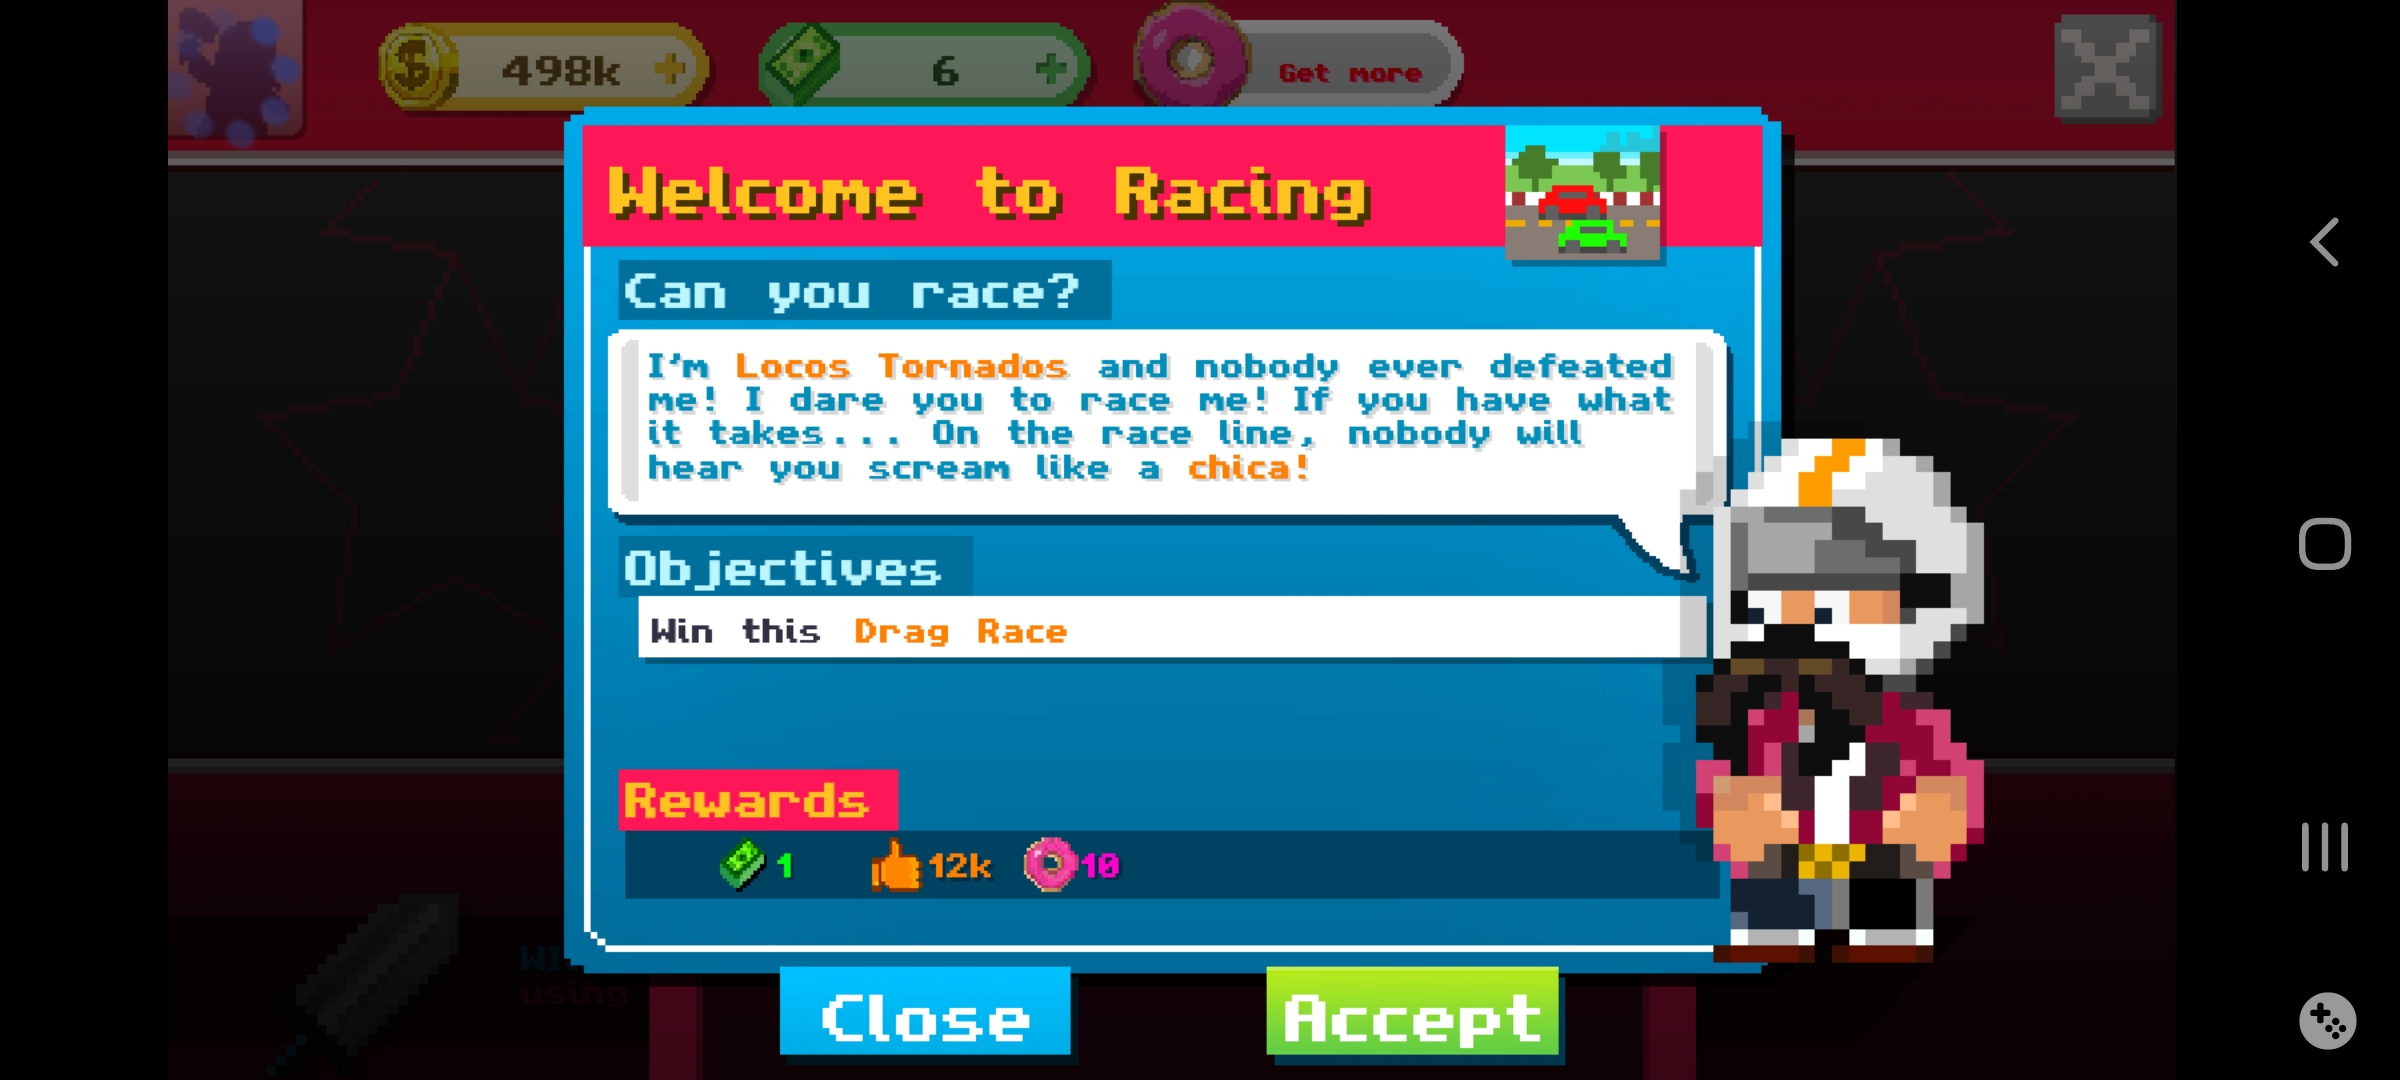 498k
6
Get more
Welcome to Racing
Can you race?
I'm Locos Tornados and nobody ever defeated
me! I dare you to race me! If you have what
it takes... On the race line, nobody will
hear you scream like a chica!
Objectives
Win this Drag Race
Rewards
1
12k
10
using
Close
Accept